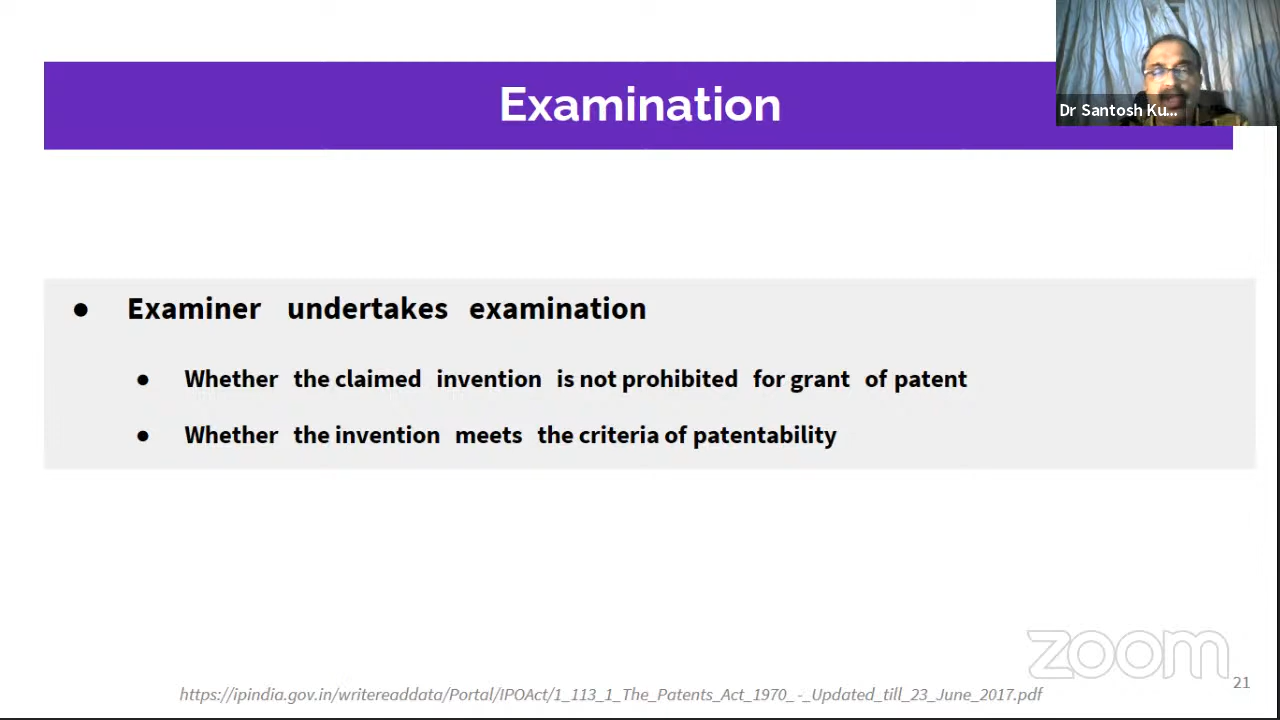 Examination
Dr Santosh Ku...
● Examiner undertakes examination
● Whether the claimed invention is not prohibited for grant of patent
● Whether the invention meets the criteria of patentability
zoom
21
https://ipindia.gov.in/writereaddata/Portal/IPOAct/1_113_1_The_Patents_Act_1970_-_Updated_till_23_June_2017.pdf